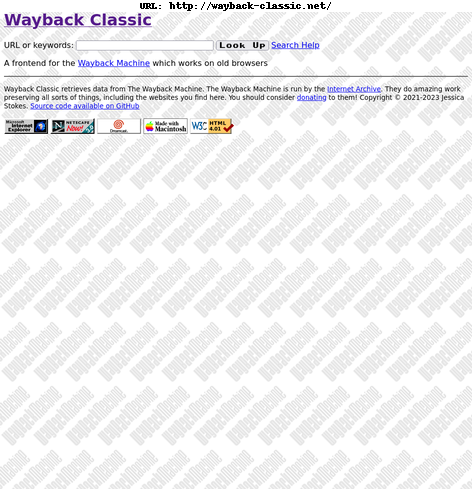 URL: http://wayback-classic.net/
Wayback Classic
URL or keywords: Look Up Search Help
A frontend for the Wayback Machine which works on old browsers
Wayback Classic retrieves data from The Wayback Machine. The Wayback Machine is run by the Internet Archive. They do amazing work
preserving all sorts of things, including the websites you find here. You should consider donating to them! Copyright © 2021-2023 Jessica
Stokes. Source code available on GitHub
Microsoft Internet Explorer NETSCAPE Now! Made with Macintosh W3C HTML 4.01